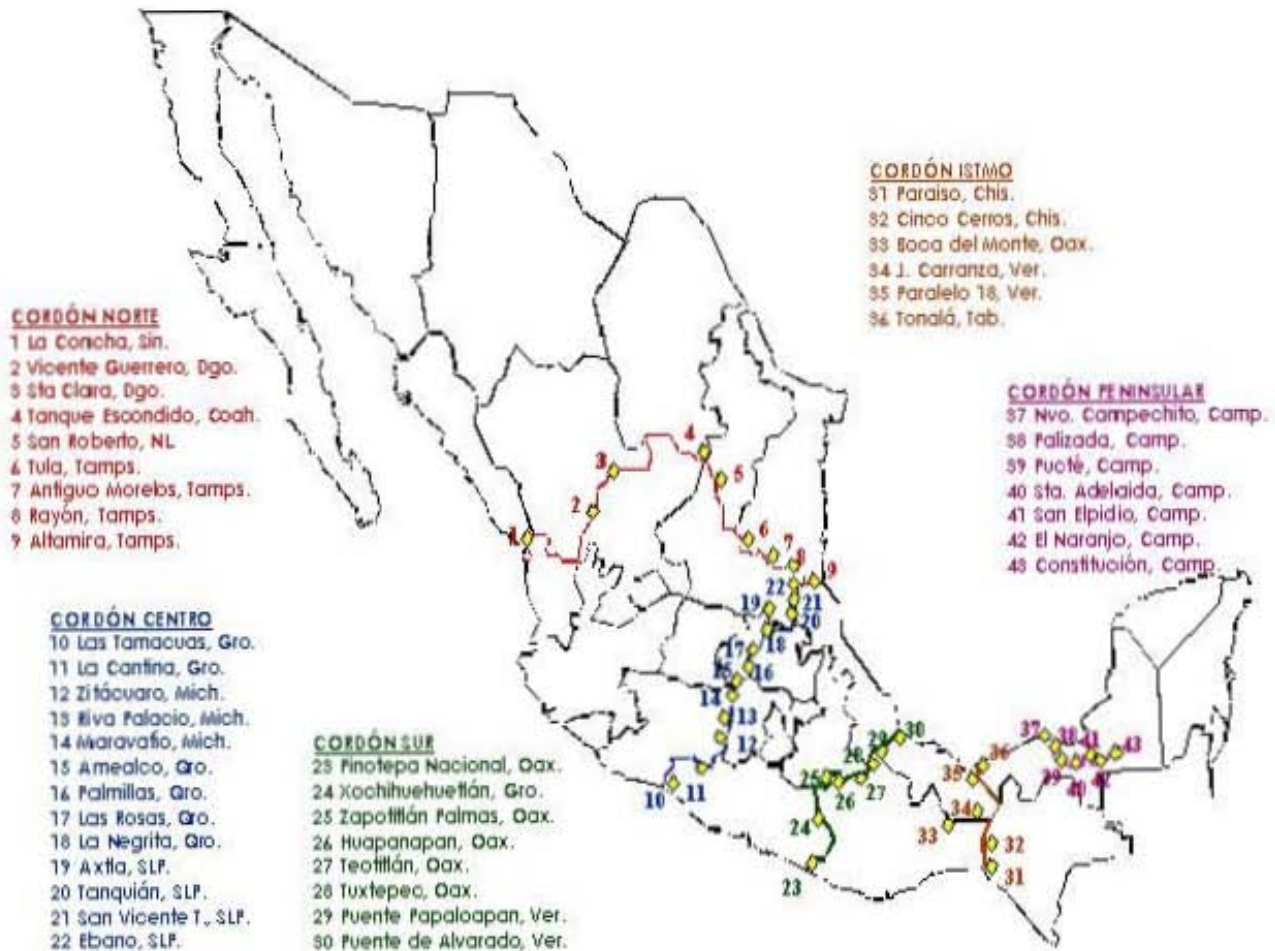 CORDÓN ISTMO
31 Paraiso, Chis.
32 Cinco Cerros, Chis.
33 Boca del Monte, Oax.
34 J. Carranza, Ver.
35 Paralelo 18, Ver.
36 Tonalá, Tab.
CORDÓN NORTE
1 La Concha, Sin.
2 Vicente Guerrero, Dgo.
3 Sta Clara, Dgo.
4 Tanque Escondido, Coah.
5 San Roberto, NL
6 Tula, Tamps.
7 Antiguo Morelos, Tamps.
8 Rayón, Tamps.
9 Altamira, Tamps.
CORDÓN PENINSULAR
37 Nvo. Campechito, Camp.
38 Palizada, Camp.
39 Pucté, Camp.
40 Sta. Adelaida, Camp.
41 San Elpidio, Camp.
42 El Naranjo, Camp.
43 Constitución, Camp.
CORDÓN CENTRO
10 Las Tamacuas, Gro.
11 La Cantina, Gro.
12 Zitácuaro, Mich.
13 Riva Palacio, Mich.
14 Maravatío, Mich.
15 Amealco, Qro.
16 Palmillas, Qro.
17 Las Rosas, Qro.
18 La Negrita, Qro.
19 Axtla, SLP.
20 Tanquián, SLP.
21 San Vicente T., SLP.
22 Ebano, SLP.
CORDÓN SUR
23 Pinotepa Nacional, Oax.
24 Xochihuehuetlán, Gro.
25 Zapotitlán Palmas, Oax.
26 Huapanapan, Oax.
27 Teotitlán, Oax.
28 Tuxtepec, Oax.
29 Puente Papaloapan, Ver.
30 Puente de Alvarado, Ver.
4
3
5
2
1
6
7
8
9
22
19
21
20
18
17
16
15
14
13
12
10
11
30
29
28
25
26
27
24
23
37
38
41
43
39
40
42
36
35
34
33
32
31